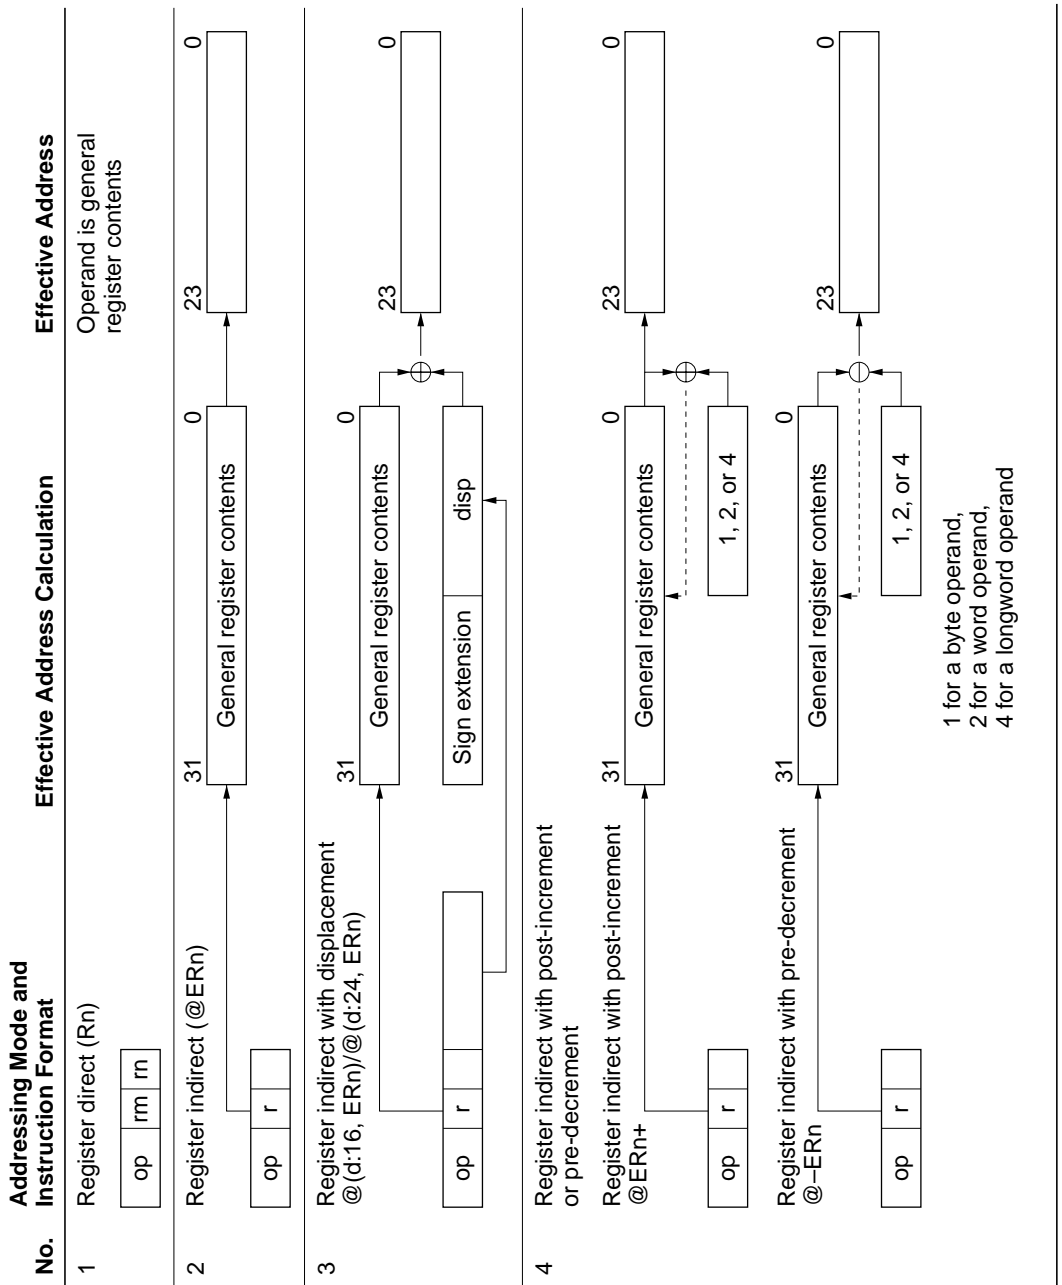 No.
Addressing Mode and
Instruction Format
Effective Address Calculation
Effective Address
1
Register direct (Rn)
op rm rn
Operand is general
register contents
2
Register indirect (@ERn)
op r
31 0
General register contents
23 0
3
Register indirect with displacement
@(d:16, ERn)/@(d:24, ERn)
op r
31 0
General register contents
Sign extension disp
23 0
4
Register indirect with post-increment
or pre-decrement
Register indirect with post-increment
@ERn+
op r
31 0
General register contents
1, 2, or 4
23 0
Register indirect with pre-decrement
@–ERn
op r
31 0
General register contents
1, 2, or 4
23 0
1 for a byte operand,
2 for a word operand,
4 for a longword operand